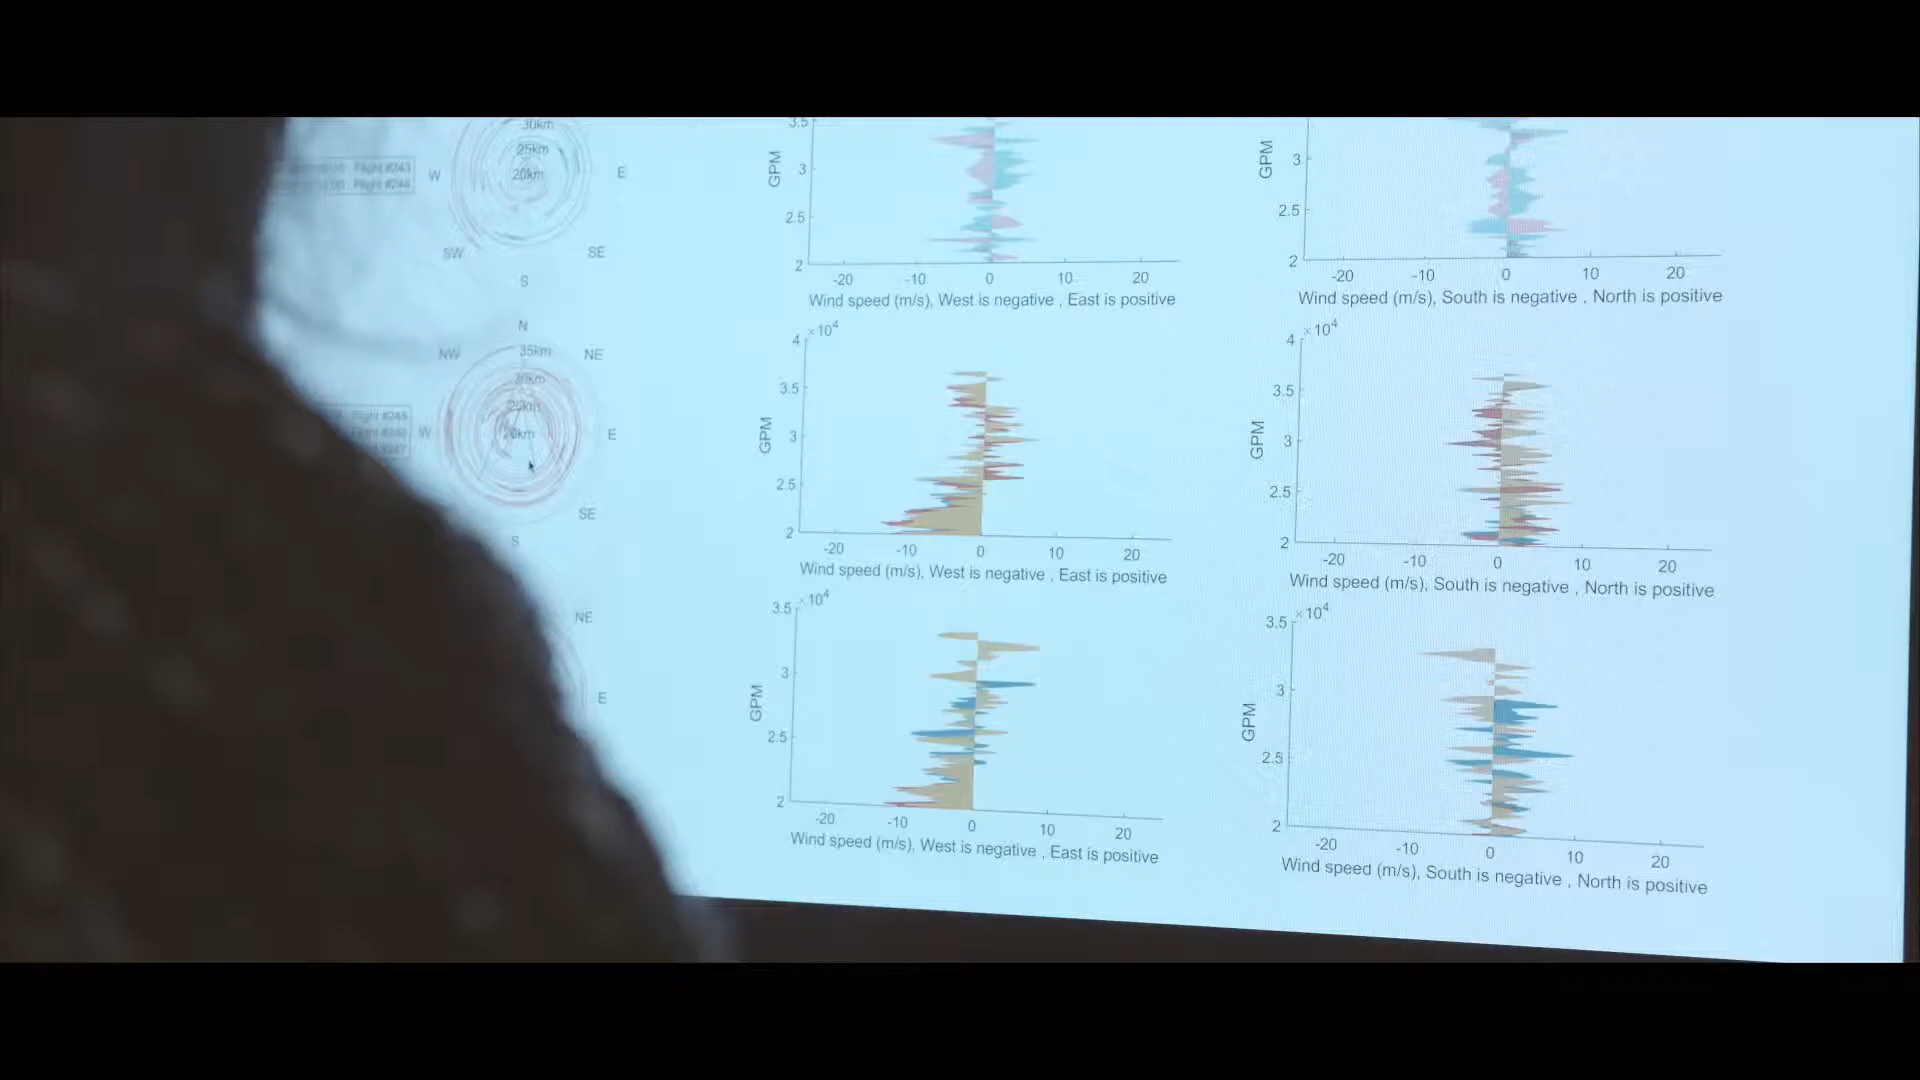 30km
25km
20km
Flight #243
Flight #244
W
E
SW
SE
S
3.5
3
2.5
2
GPM
-20 -10 0 10 20
Wind speed (m/s), West is negative , East is positive
3
2.5
2
GPM
-20 -10 0 10 20
Wind speed (m/s), South is negative , North is positive
N
NW
35km
NE
30km
20km
W
E
SE
S
×10⁴
4
3.5
3
2.5
2
GPM
-20 -10 0 10 20
Wind speed (m/s), West is negative , East is positive
×10⁴
4
3.5
3
2.5
2
GPM
-20 -10 0 10 20
Wind speed (m/s), South is negative , North is positive
NE
E
×10⁴
3.5
3
2.5
2
GPM
-20 -10 0 10 20
Wind speed (m/s), West is negative , East is positive
×10⁴
3.5
3
2.5
2
GPM
-20 -10 0 10 20
Wind speed (m/s), South is negative , North is positive